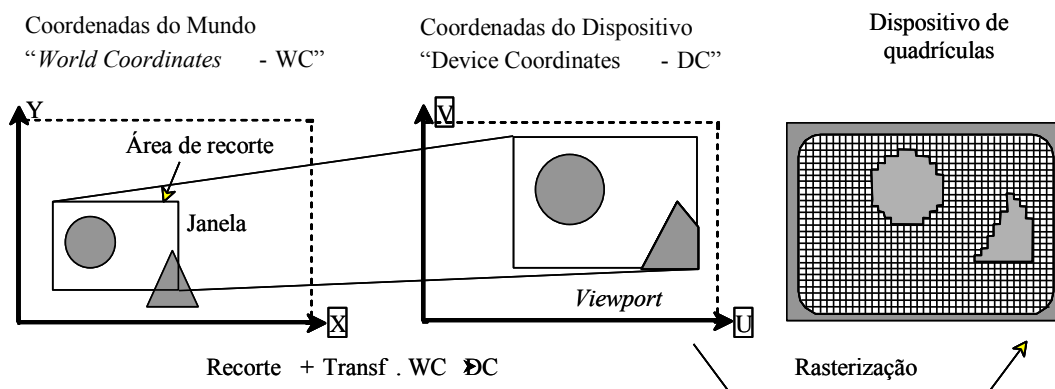 Coordenadas do Mundo
“World Coordinates - WC”
Coordenadas do Dispositivo
“Device Coordinates - DC”
Dispositivo de
quadrículas
Y
Área de recorte
Janela
X
V
Viewport
U
Recorte + Transf . WC ➤ DC
Rasterização